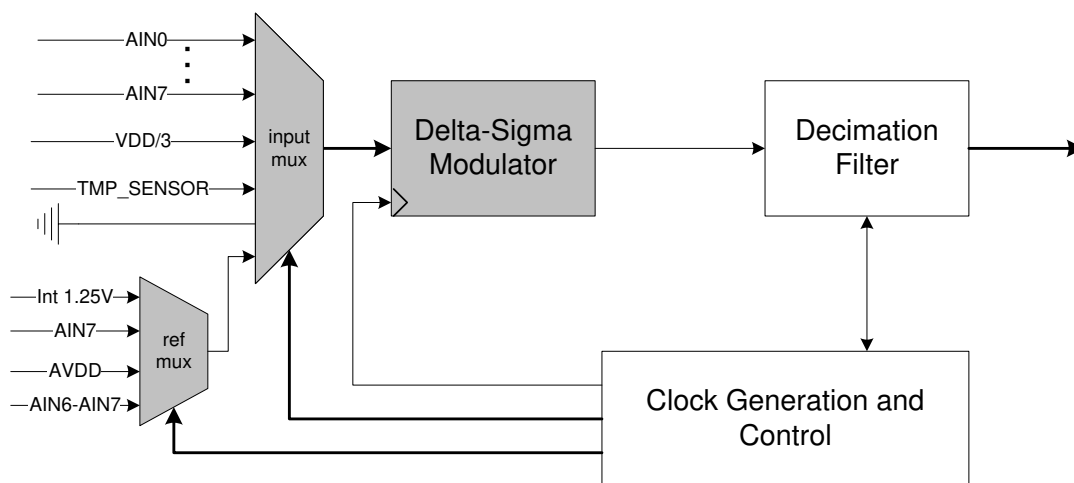 AIN0
AIN7
VDD/3
TMP_SENSOR
input
mux
Delta-Sigma
Modulator
Decimation
Filter
Int 1.25V
AIN7
AVDD
AIN6-AIN7
ref
mux
Clock Generation and
Control